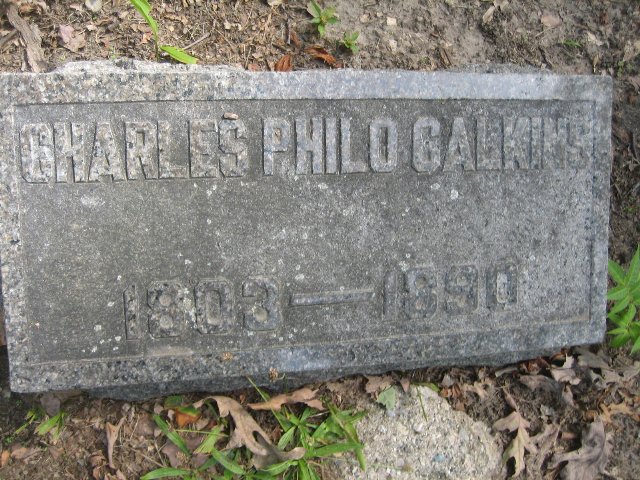 CHARLES PHILO CALKINS
1803 — 1890